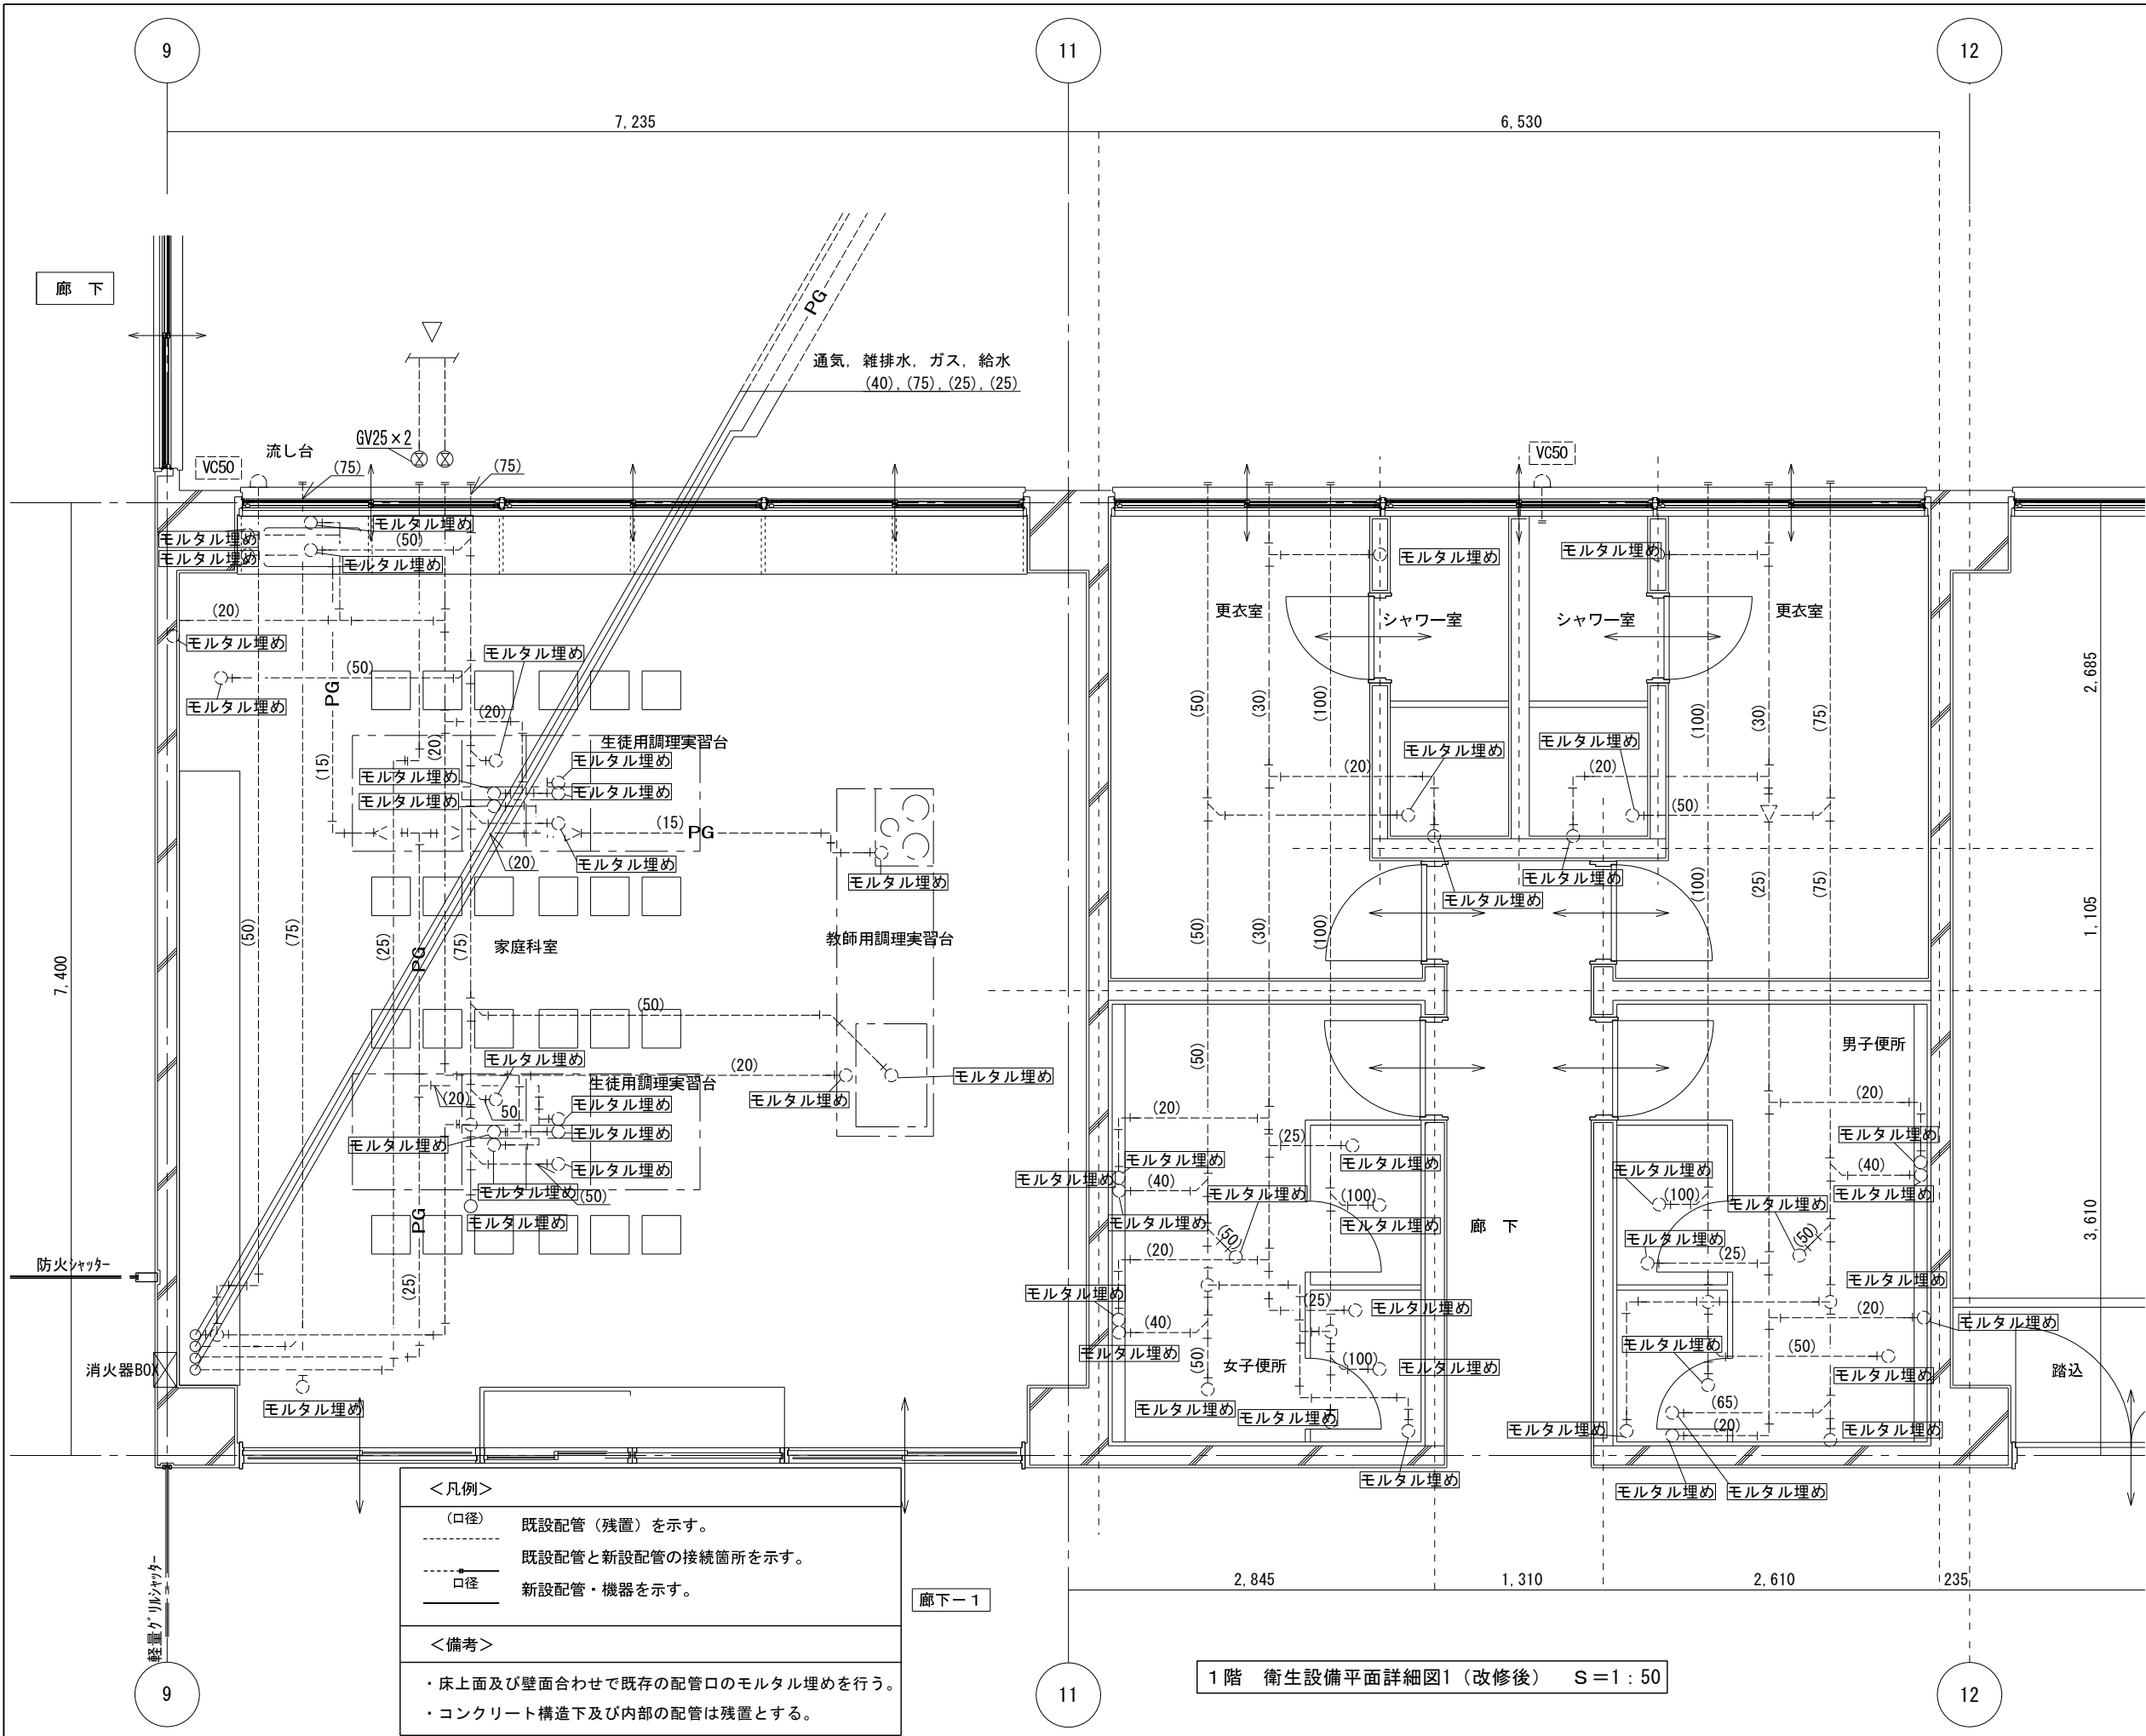 9
11
12
7,235
6,530
廊 下
PG
通気, 雑排水, ガス, 給水
(40), (75), (25), (25)
GV25×2
流し台
VC50
(75)
(75)
VC50
モルタル埋め
モルタル埋め
(50)
モルタル埋め
モルタル埋め
モルタル埋め
モルタル埋め
(20)
モルタル埋め
更衣室
シャワー室
シャワー室
更衣室
モルタル埋め
(50)
モルタル埋め
PG
2,685
(50)
(30)
(100)
(100)
(30)
(75)
(20)
(20)
生徒用調理実習台
モルタル埋め
モルタル埋め
モルタル埋め
モルタル埋め
モルタル埋め
モルタル埋め
(15)
(20)
(20)
(50)
(15)
PG
(20)
モルタル埋め
モルタル埋め
モルタル埋め
モルタル埋め
(50)
(75)
(25)
PG
(75)
家庭科室
教師用調理実習台
(50)
(30)
(100)
(100)
(25)
(75)
1,105
7,400
(50)
モルタル埋め
(20)
生徒用調理実習台
モルタル埋め
モルタル埋め
(50)
男子便所
(20)
50
モルタル埋め
モルタル埋め
モルタル埋め
モルタル埋め
モルタル埋め
(50)
モルタル埋め
PG
(25)
(20)
(25)
モルタル埋め
モルタル埋め
モルタル埋め
(40)
モルタル埋め
(100)
モルタル埋め
モルタル埋め
(50)
(20)
モルタル埋め
(20)
モルタル埋め
(40)
モルタル埋め
(100)
モルタル埋め
モルタル埋め
(50)
(25)
モルタル埋め
廊 下
3,610
防火シャッター
(25)
モルタル埋め
(40)
モルタル埋め
(50)
女子便所
(100)
モルタル埋め
モルタル埋め
モルタル埋め
モルタル埋め
(20)
モルタル埋め
モルタル埋め
(50)
モルタル埋め
(65)
(20)
モルタル埋め
モルタル埋め
踏込
消火器BOX
モルタル埋め
モルタル埋め
モルタル埋め
モルタル埋め
<凡例>
(口径)
既設配管(残置)を示す。
既設配管と新設配管の接続箇所を示す。
口径
新設配管・機器を示す。
<備考>
・床上面及び壁面合わせで既存の配管口のモルタル埋めを行う。
・コンクリート構造下及び内部の配管は残置とする。
軽量グリルシャッター
廊下-1
2,845
1,310
2,610
235
1階 衛生設備平面詳細図1(改修後) S=1:50
9
11
12